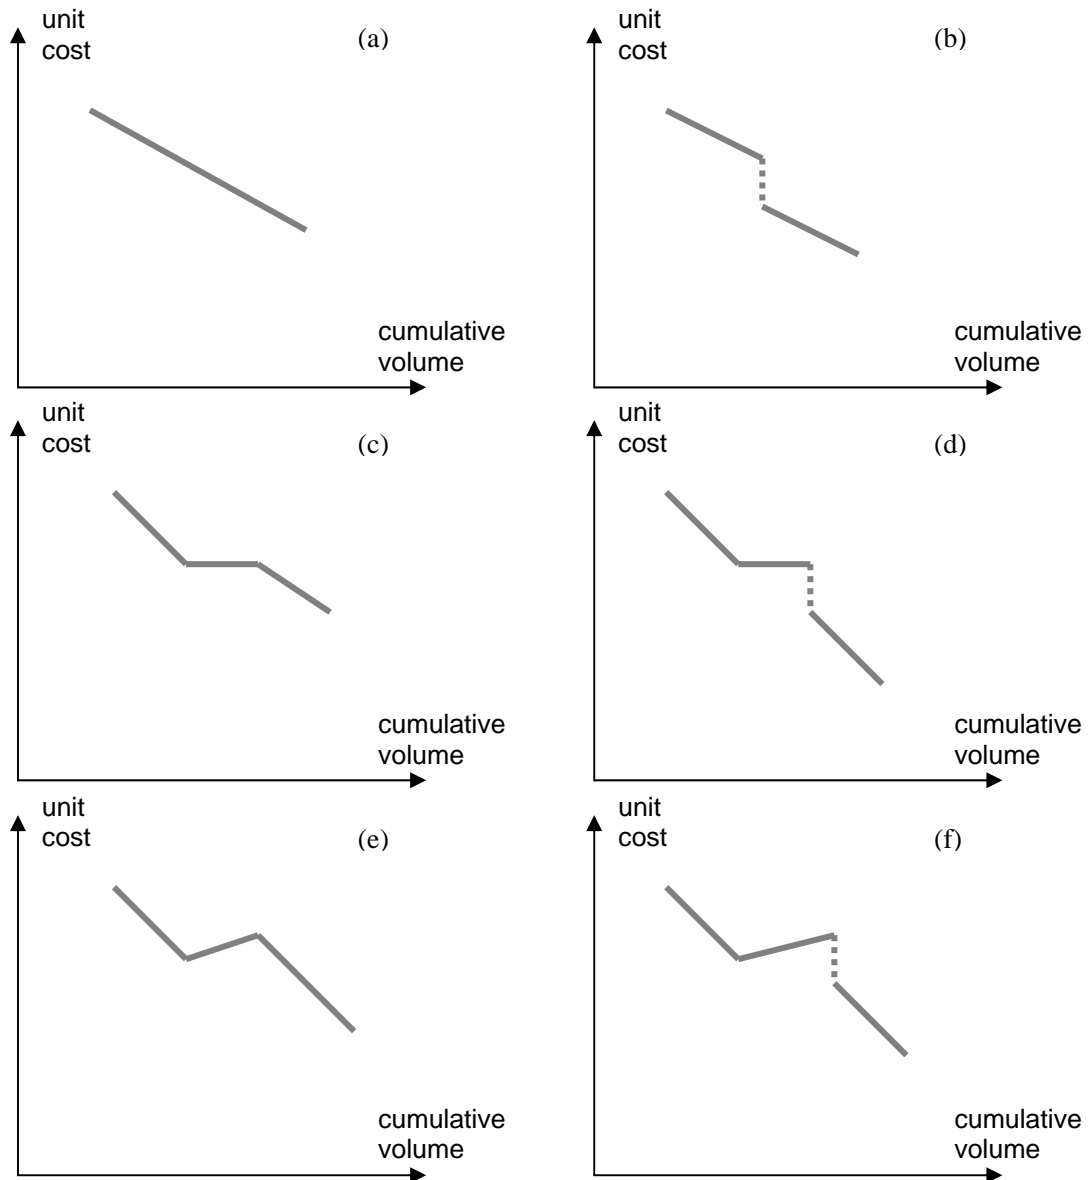 unit
cost
(a)
cumulative
volume
unit
cost
(b)
cumulative
volume
unit
cost
(c)
cumulative
volume
unit
cost
(d)
cumulative
volume
unit
cost
(e)
cumulative
volume
unit
cost
(f)
cumulative
volume